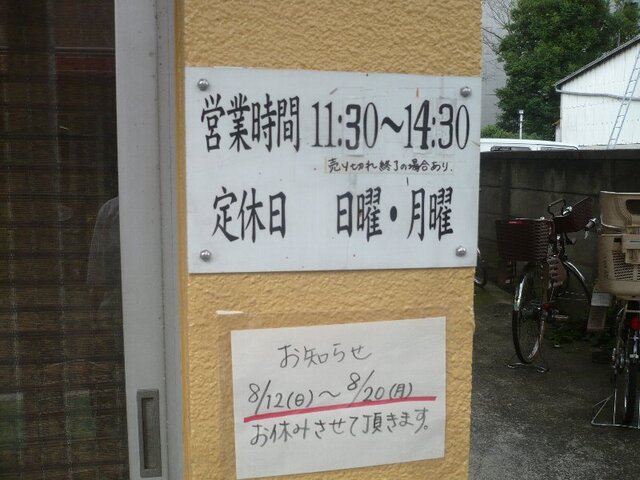 営業時間 11:30〜14:30
売り切れ終了の場合あり.
定休日 日曜・月曜
お知らせ
8/12(日)〜8/20(月)
お休みさせて頂きます。